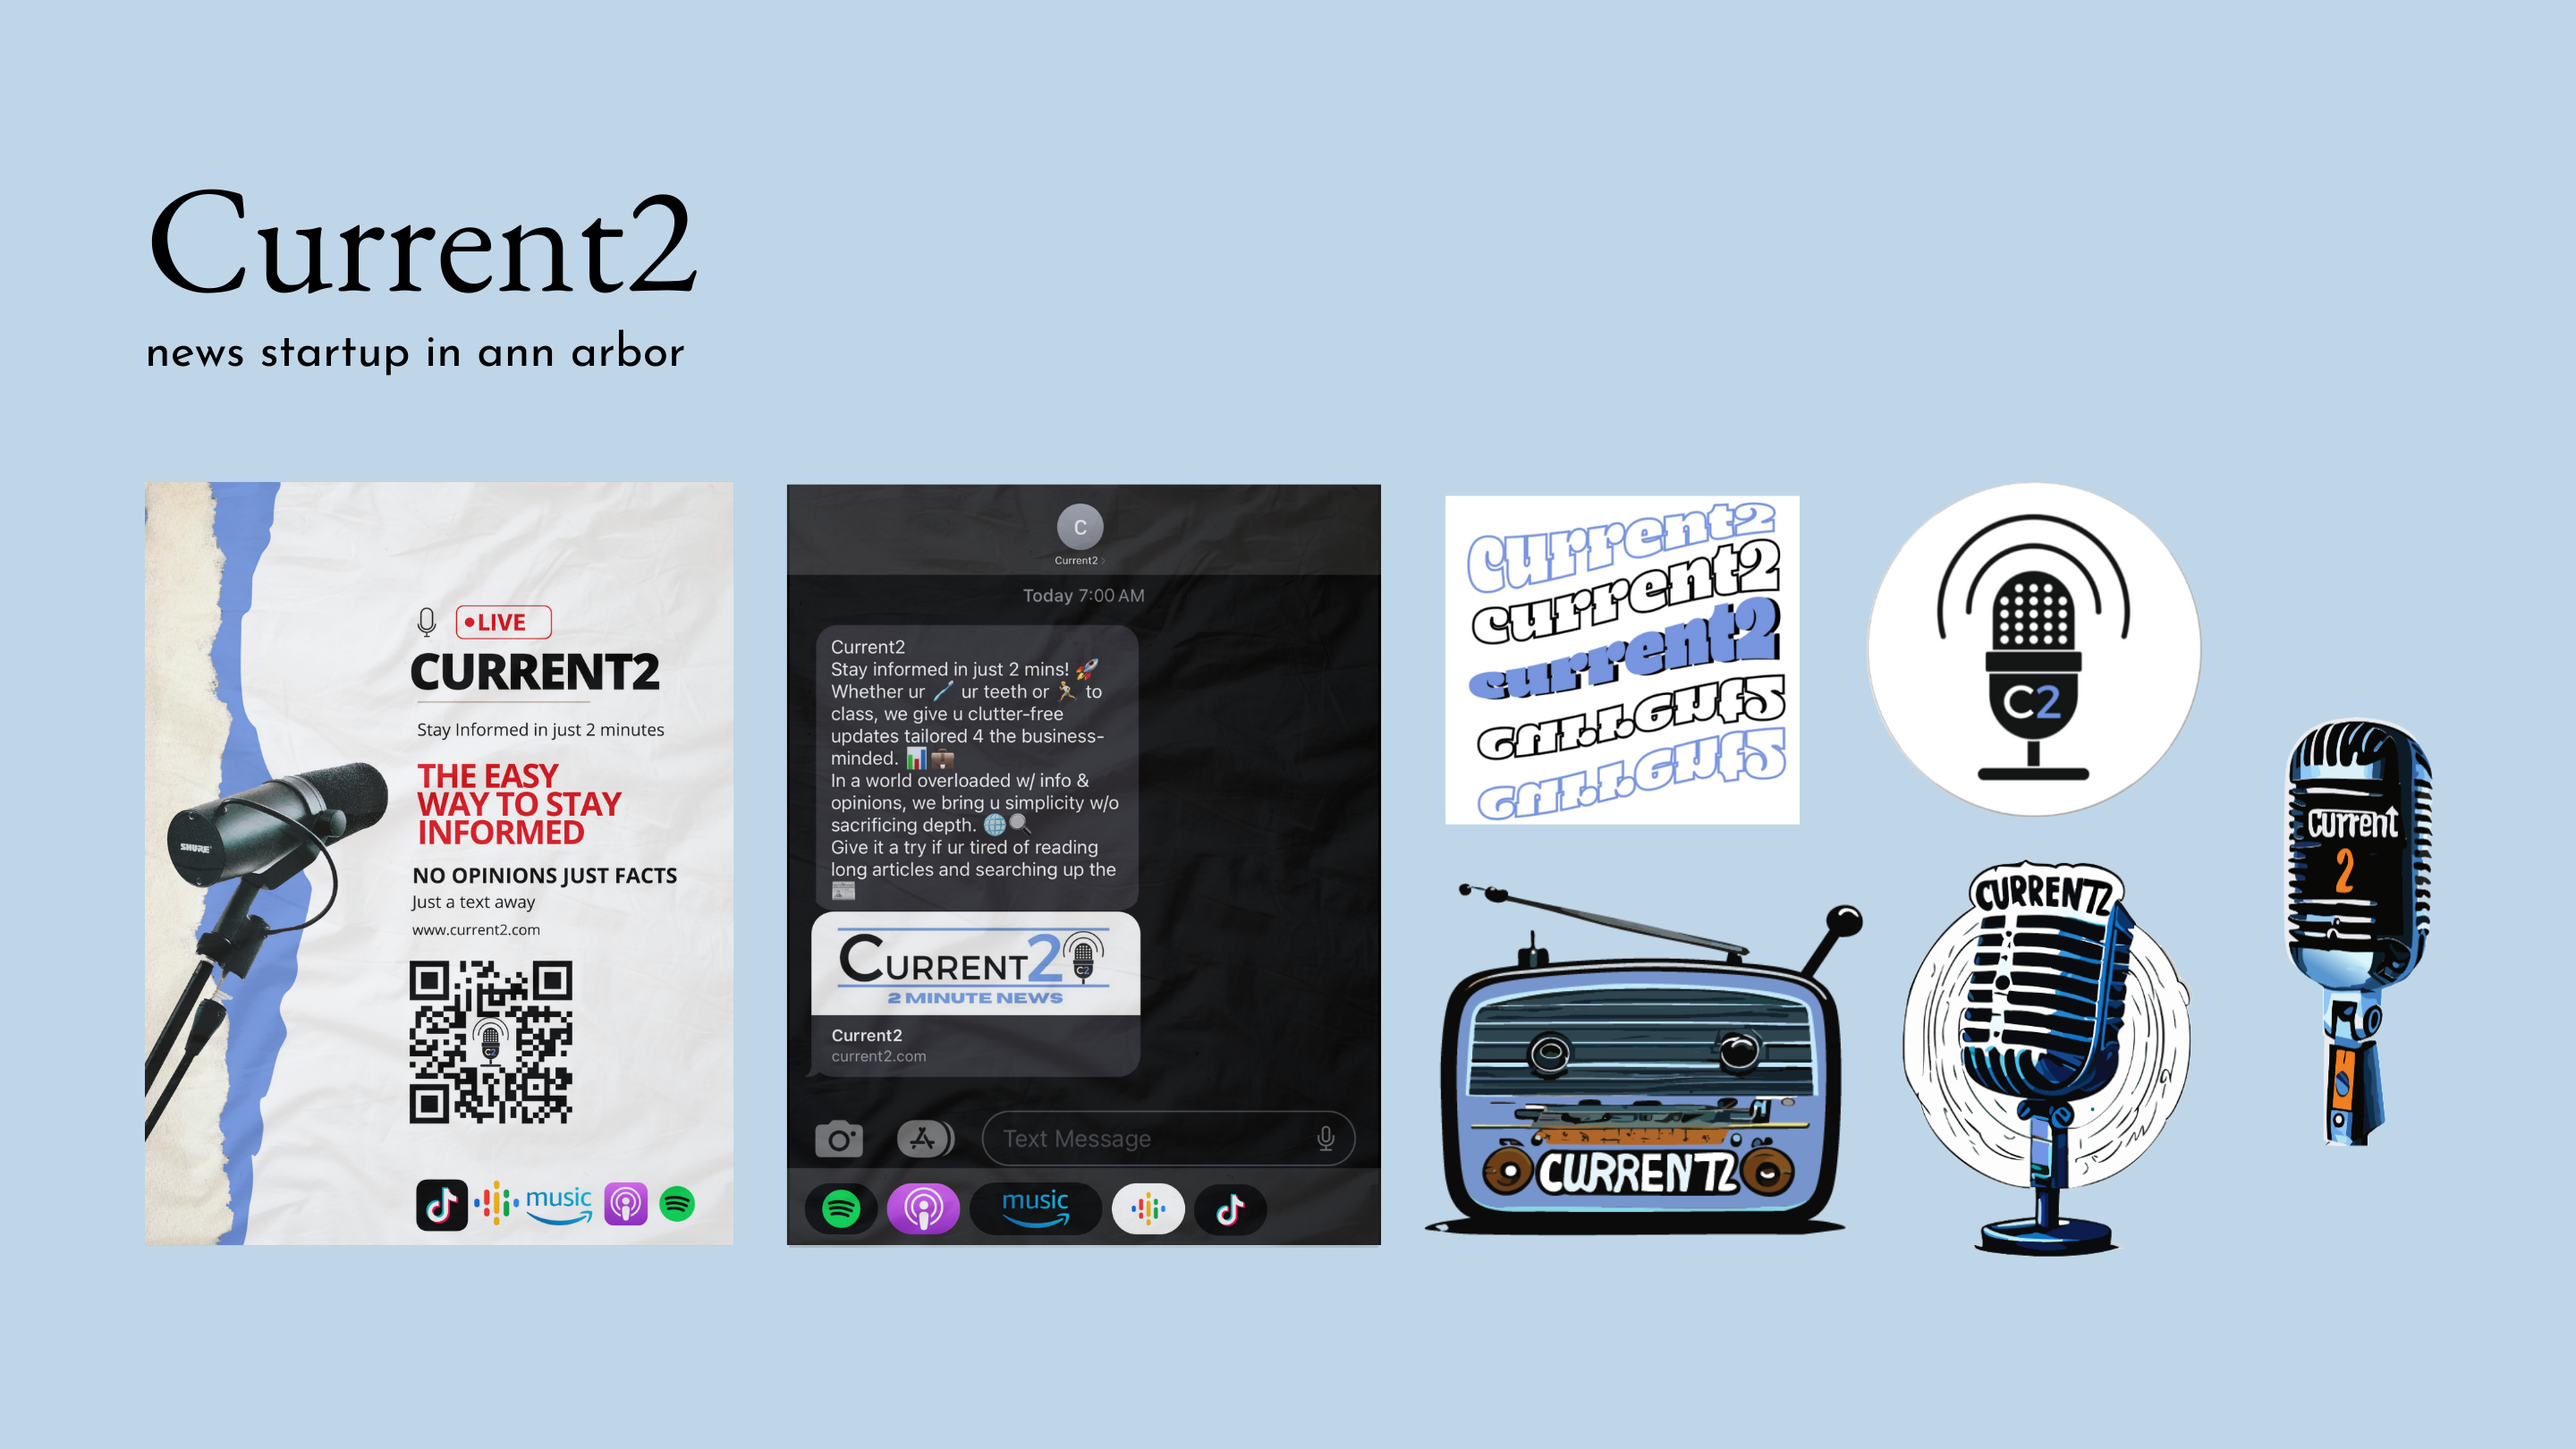 Current2
news startup in ann arbor
LIVE
CURRENT2
Stay Informed in just 2 minutes
THE EASY
WAY TO STAY
INFORMED
NO OPINIONS JUST FACTS
Just a text away
www.current2.com
SHURE
C2
music
C
Current2 >
Today 7:00 AM
Current2
Stay informed in just 2 mins! 🚀
Whether ur 🪥 ur teeth or 🏃 to
class, we give u clutter-free
updates tailored 4 the business-
minded. 📊💼
In a world overloaded w/ info &
opinions, we bring u simplicity w/o
sacrificing depth. 🌐🔍
Give it a try if ur tired of reading
long articles and searching up the
📰
CURRENT2
C2
2 MINUTE NEWS
Current2
current2.com
Text Message
music
Current2
current2
current2
current2
current2
C2
current
2
CURRENT2
CURRENT2